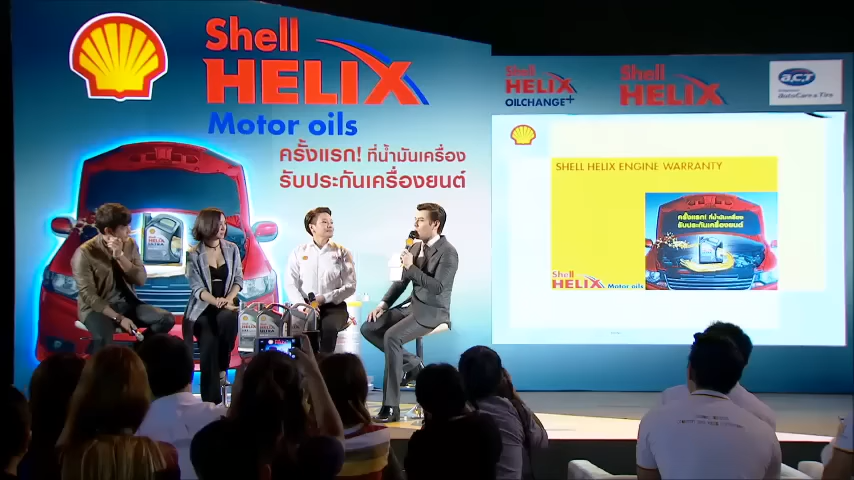 Shell
HELIX
Motor oils
ครั้งแรก! ที่น้ำมันเครื่อง
รับประกันเครื่องยนต์
Shell
HELIX
OILCHANGE+
Shell
HELIX
a.c.t
AutoCare & Tire
SHELL HELIX ENGINE WARRANTY
ครั้งแรก! ที่น้ำมันเครื่อง
รับประกันเครื่องยนต์
Shell
HELIX Motor oils
HELIX
ULTRA